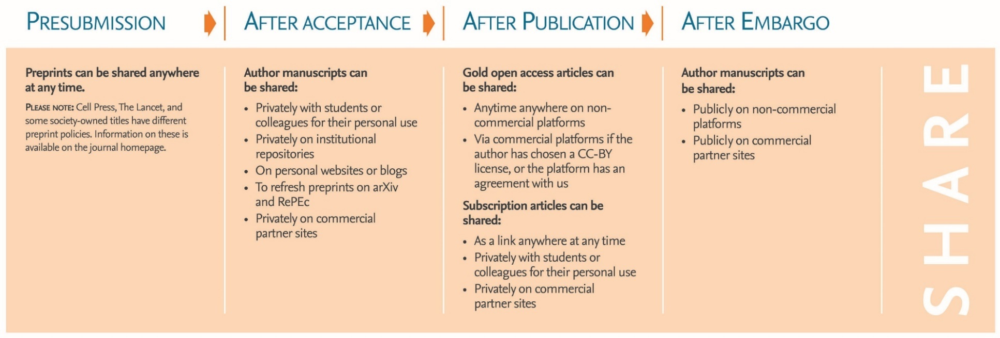 PRESUBMISSION
AFTER ACCEPTANCE
AFTER PUBLICATION
AFTER EMBARGO
Preprints can be shared anywhere
at any time.
PLEASE NOTE: Cell Press, The Lancet, and
some society-owned titles have different
preprint policies. Information on these is
available on the journal homepage.
Author manuscripts can
be shared:
• Privately with students or
colleagues for their personal use
• Privately on institutional
repositories
• On personal websites or blogs
• To refresh preprints on arXiv
and RePEc
• Privately on commercial
partner sites
Gold open access articles can
be shared:
• Anytime anywhere on non-
commercial platforms
• Via commercial platforms if the
author has chosen a CC-BY
license, or the platform has an
agreement with us
Subscription articles can be
shared:
• As a link anywhere at any time
• Privately with students or
colleagues for their personal use
• Privately on commercial
partner sites
Author manuscripts can
be shared:
• Publicly on non-commercial
platforms
• Publicly on commercial
partner sites
SHARE